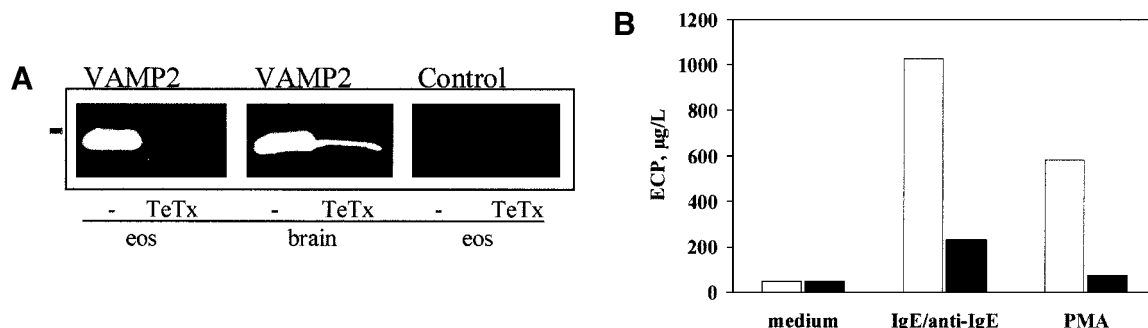 A
VAMP2 VAMP2 Control
- TeTx - TeTx - TeTx
eos brain eos
B
ECP, µg/L
1200
1000
800
600
400
200
0
medium IgE/anti-IgE PMA